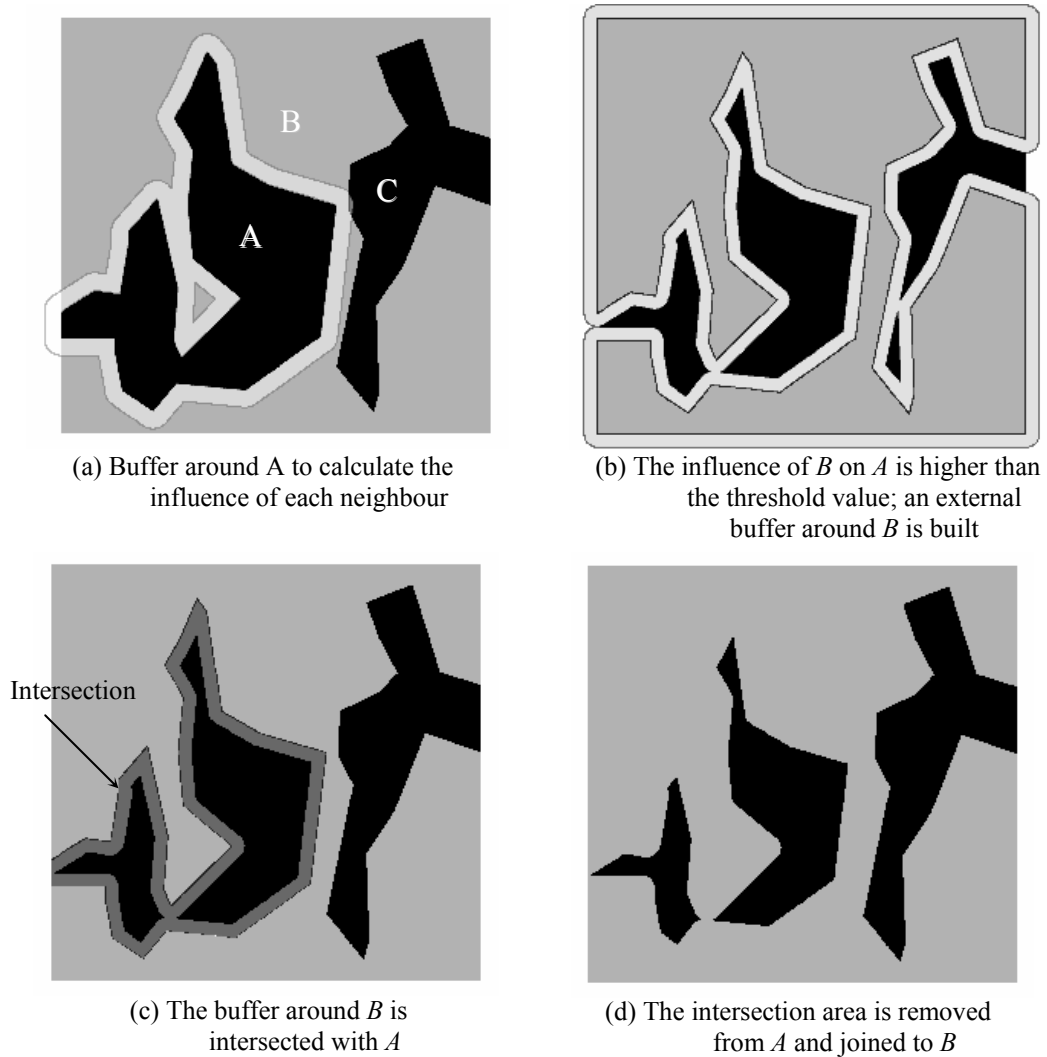 B
C
A
(a) Buffer around A to calculate the
influence of each neighbour
(b) The influence of B on A is higher than
the threshold value; an external
buffer around B is built
Intersection
(c) The buffer around B is
intersected with A
(d) The intersection area is removed
from A and joined to B